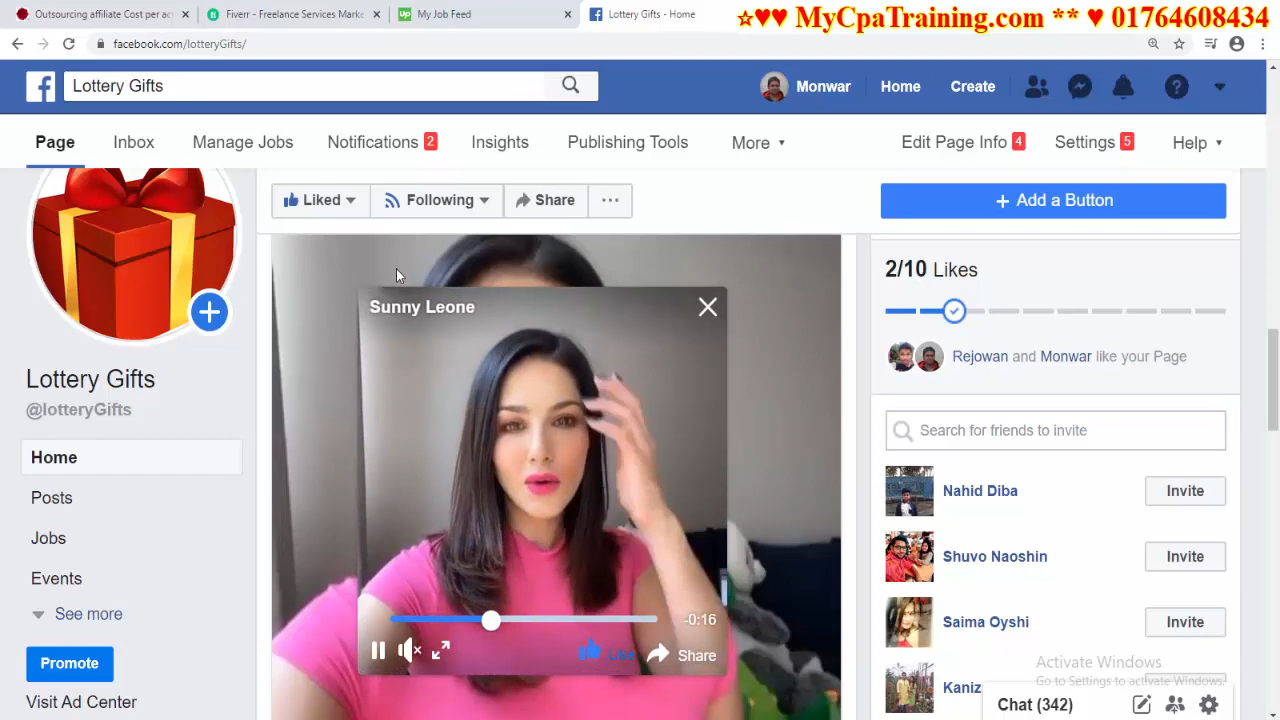 Outsourcing affiliate Cost per ac
Fiverr - Freelance Services Marke
My Job Feed
Lottery Gifts - Home
☆♥♥ MyCpaTraining.com ** ♥ 01764608434
facebook.com/lotteryGifts/
Lottery Gifts
Monwar
Home
Create
Page
Inbox
Manage Jobs
Notifications 2
Insights
Publishing Tools
More
Edit Page Info 4
Settings 5
Help
Liked
Following
Share
+ Add a Button
Sunny Leone
-0:16
Like
Share
Lottery Gifts
@lotteryGifts
Home
Posts
Jobs
Events
See more
Promote
Visit Ad Center
2/10 Likes
Rejowan and Monwar like your Page
Search for friends to invite
Nahid Diba
Invite
Shuvo Naoshin
Invite
Saima Oyshi
Invite
Kaniz
Activate Windows
Go to Settings to activate Windows.
Chat (342)